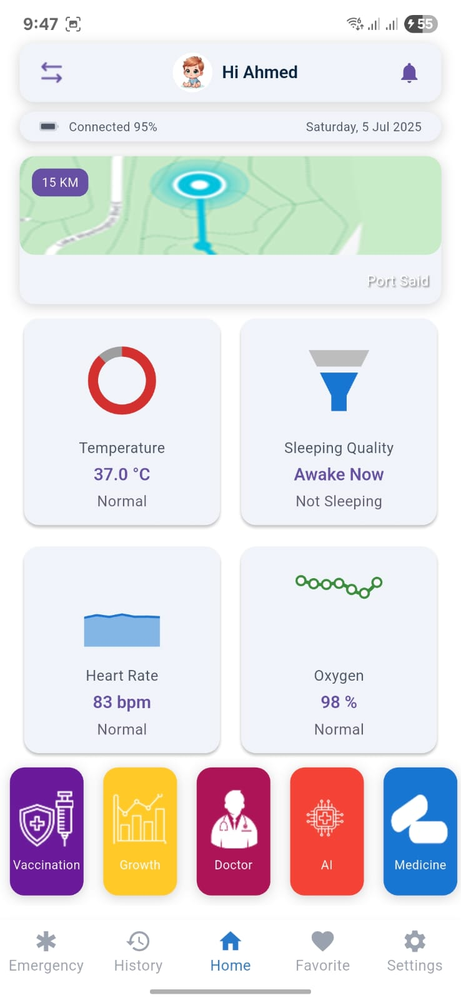 9:47
55
Hi Ahmed
Connected 95%
Saturday, 5 Jul 2025
15 KM
Port Said
Temperature
37.0 °C
Normal
Sleeping Quality
Awake Now
Not Sleeping
Heart Rate
83 bpm
Normal
Oxygen
98 %
Normal
Vaccination
Growth
Doctor
AI
Medicine
Emergency
History
Home
Favorite
Settings